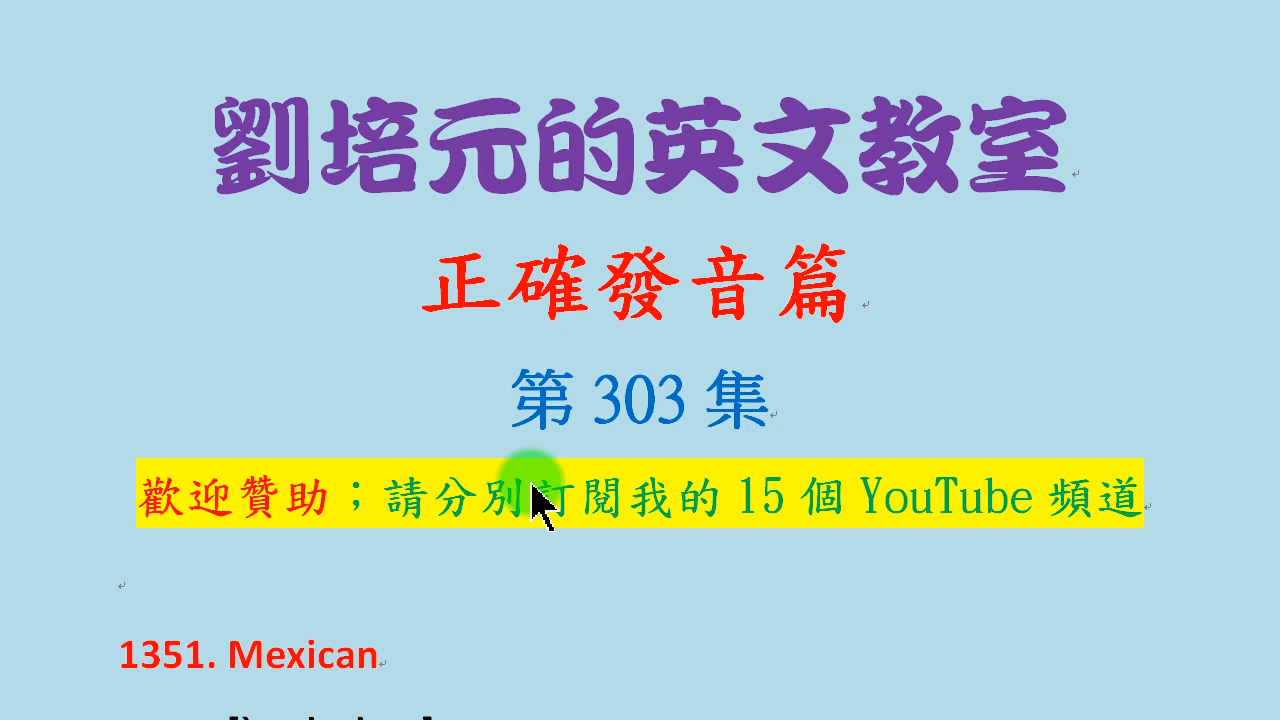 劉培元的英文教室
正確發音篇
第 303 集
歡迎贊助；請分別訂閱我的 15 個 YouTube 頻道
1351. Mexican